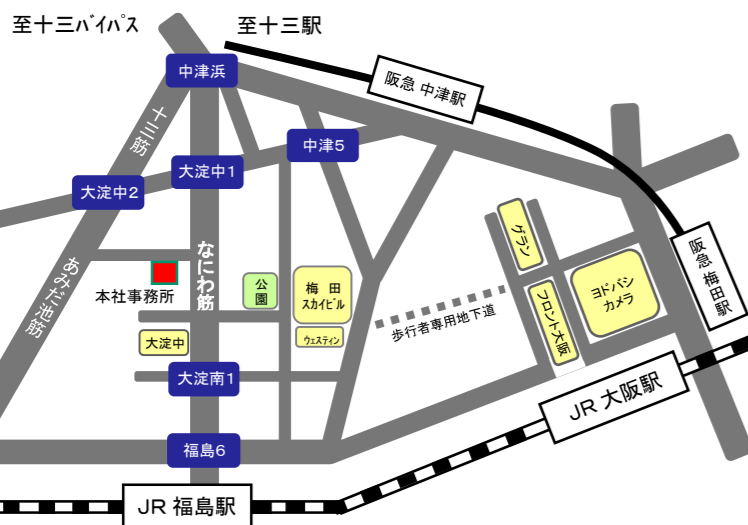 至十三バイパス
至十三駅
中津浜
阪急 中津駅
十三筋
中津5
大淀中1
大淀中2
なにわ筋
グラン
阪急 梅田駅
あみだ池筋
本社事務所
公
園
梅 田
スカイビル
ヨドバシ
カメラ
フロント大阪
歩行者専用地下道
大淀中
ウェスティン
大淀南1
JR 大阪駅
福島6
JR 福島駅